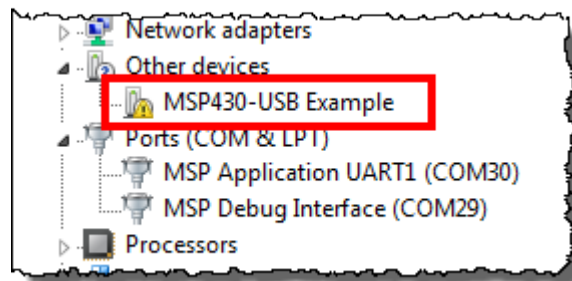 Network adapters
Other devices
MSP430-USB Example
Ports (COM & LPT)
MSP Application UART1 (COM30)
MSP Debug Interface (COM29)
Processors